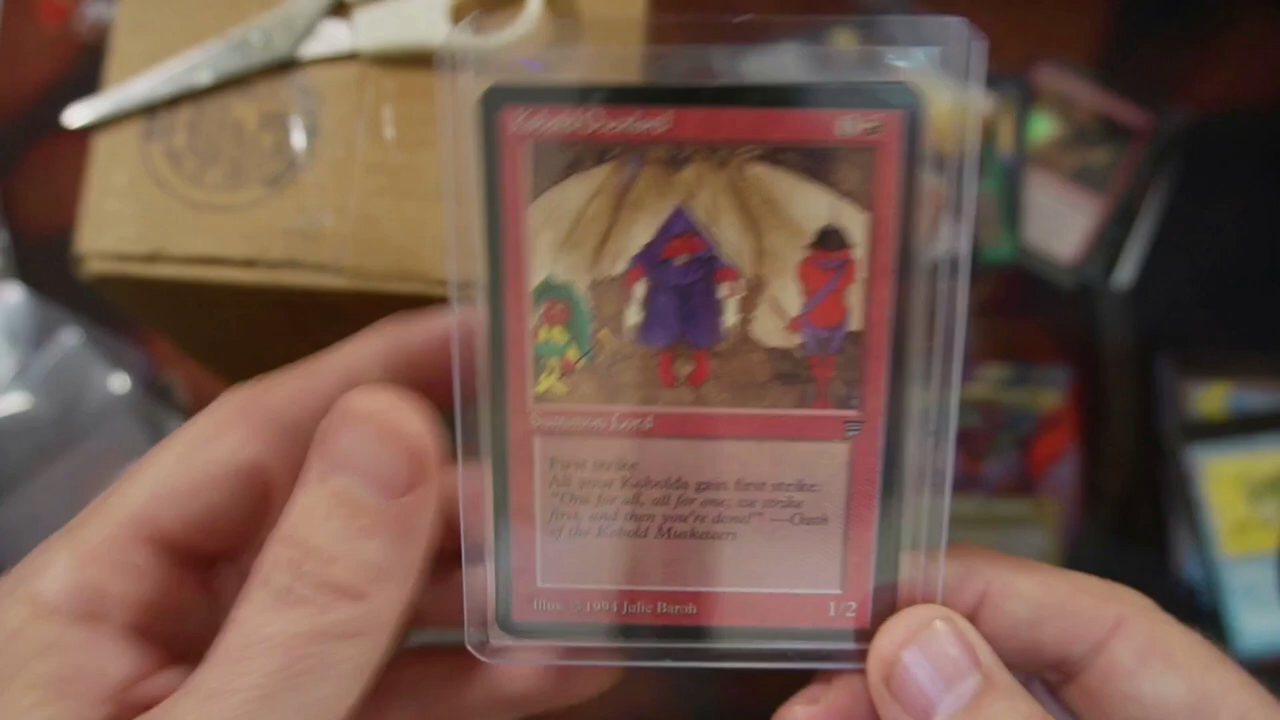 Summon Lord
First strike
All your Kobolds gain first strike.
"One for all, all for one; we strike
first, and then you're done!" —Oath
of the Kobold Musketeers
Illus. © 1994 Julie Baroh
1/2